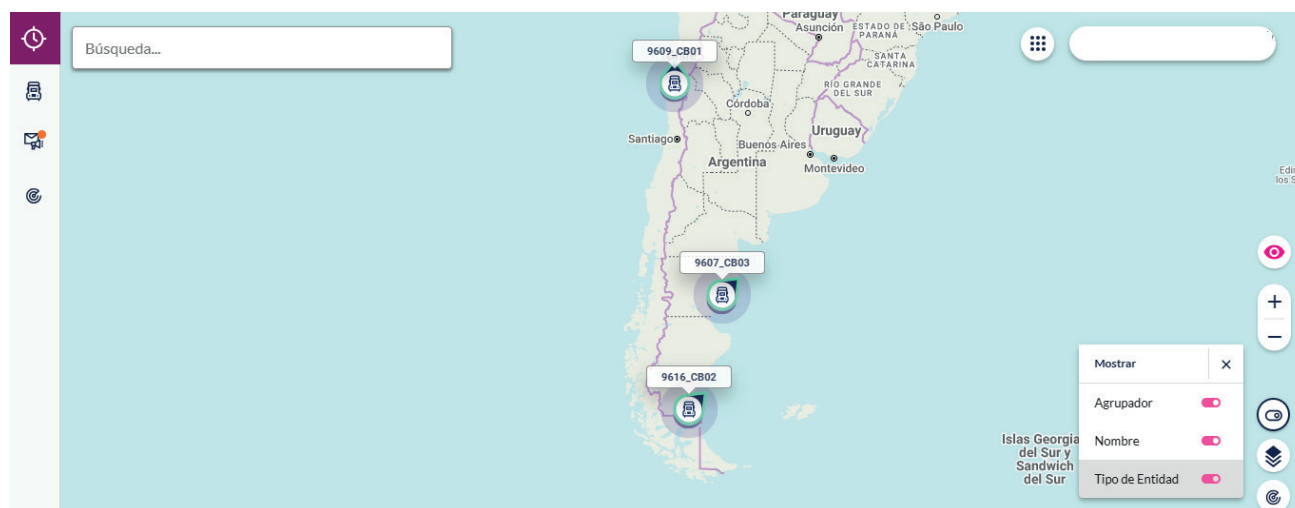 Búsqueda...
Paraguay
Asunción
ESTADO DE
PARANÁ
São Paulo
SANTA
CATARINA
RIO GRANDE
DEL SUR
9609_CB01
Córdoba
Uruguay
Santiago
Buenos Aires
Argentina
Montevideo
9607_CB03
9616_CB02
Islas Georgia
del Sur y
Sandwich
del Sur
Mostrar
Agrupador
Nombre
Tipo de Entidad